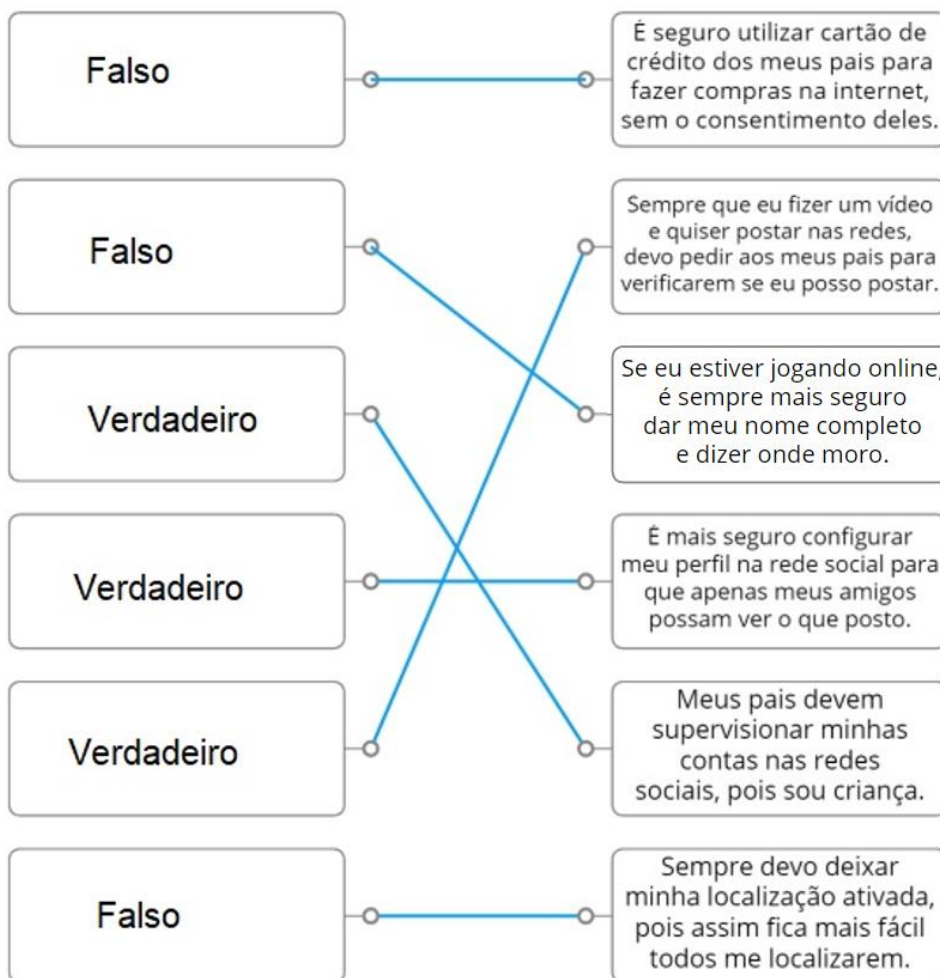 Falso
É seguro utilizar cartão de
crédito dos meus pais para
fazer compras na internet,
sem o consentimento deles.
Falso
Sempre que eu fizer um vídeo
e quiser postar nas redes,
devo pedir aos meus pais para
verificarem se eu posso postar.
Verdadeiro
Se eu estiver jogando online,
é sempre mais seguro
dar meu nome completo
e dizer onde moro.
Verdadeiro
É mais seguro configurar
meu perfil na rede social para
que apenas meus amigos
possam ver o que posto.
Verdadeiro
Meus pais devem
supervisionar minhas
contas nas redes
sociais, pois sou criança.
Falso
Sempre devo deixar
minha localização ativada,
pois assim fica mais fácil
todos me localizarem.